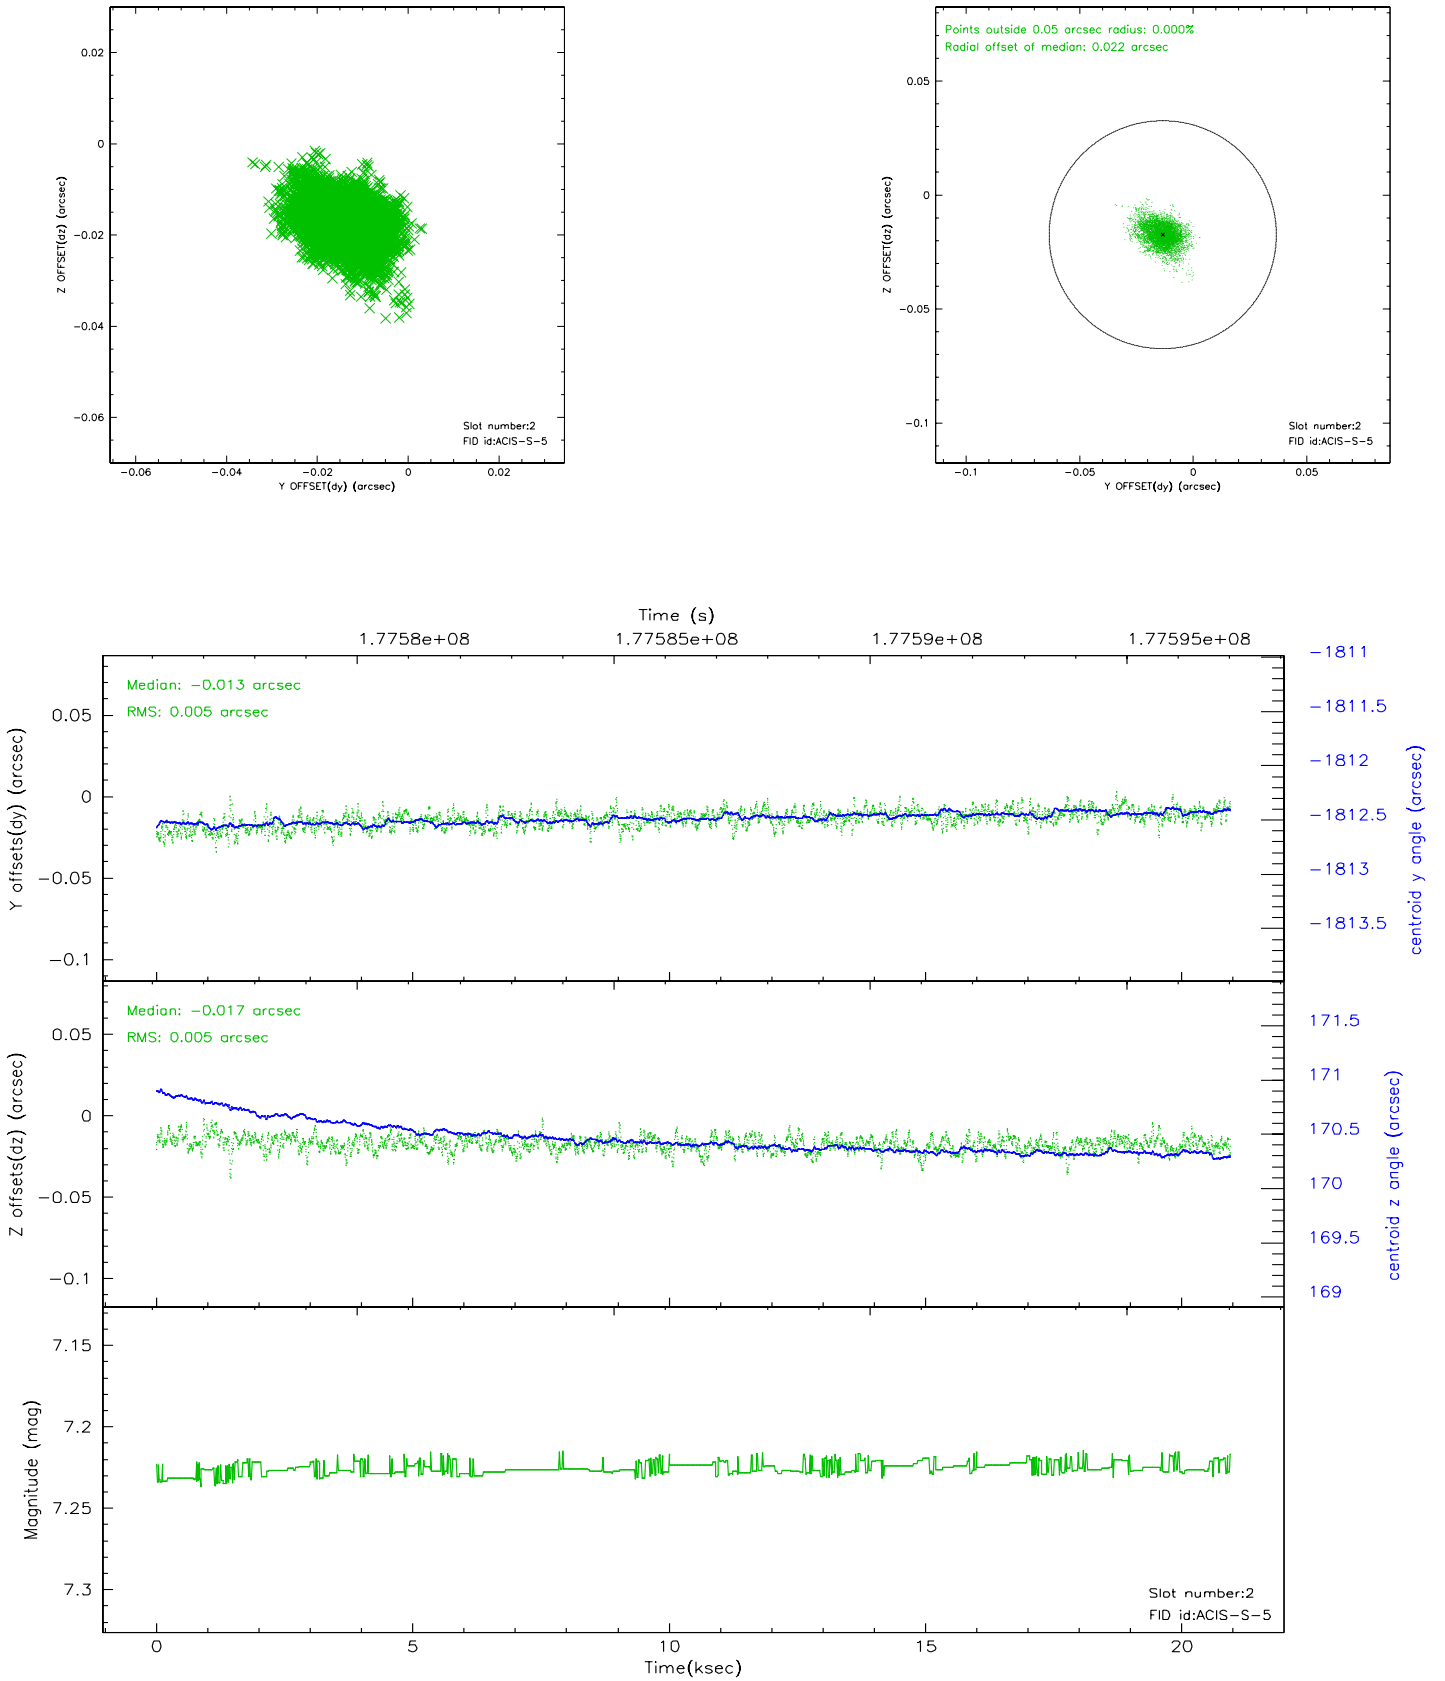 0.02
0
−0.02
−0.04
−0.06
Z OFFSET(dz) (arcsec)
Slot number:2
FID id:ACIS−S−5
−0.06 −0.04 −0.02 0 0.02
Y OFFSET(dy) (arcsec)
Points outside 0.05 arcsec radius: 0.000%
Radial offset of median: 0.022 arcsec
0.05
0
−0.05
−0.1
Z OFFSET(dz) (arcsec)
Slot number:2
FID id:ACIS−S−5
−0.1 −0.05 0 0.05
Y OFFSET(dy) (arcsec)
Time (s)
1.7758e+08 1.77585e+08 1.7759e+08 1.77595e+08
Median: −0.013 arcsec
RMS: 0.005 arcsec
0.05
0
−0.05
−0.1
Y offsets(dy) (arcsec)
−1811
−1811.5
−1812
−1812.5
−1813
−1813.5
centroid y angle (arcsec)
Median: −0.017 arcsec
RMS: 0.005 arcsec
0.05
0
−0.05
−0.1
Z offsets(dz) (arcsec)
171.5
171
170.5
170
169.5
169
centroid z angle (arcsec)
7.15
7.2
7.25
7.3
Magnitude (mag)
Slot number:2
FID id:ACIS−S−5
0 5 10 15 20
Time(ksec)